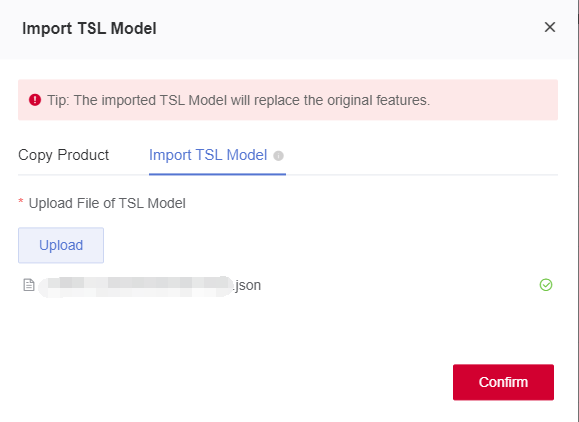 Import TSL Model
Tip: The imported TSL Model will replace the original features.
Copy Product
Import TSL Model
* Upload File of TSL Model
Upload
.json
Confirm